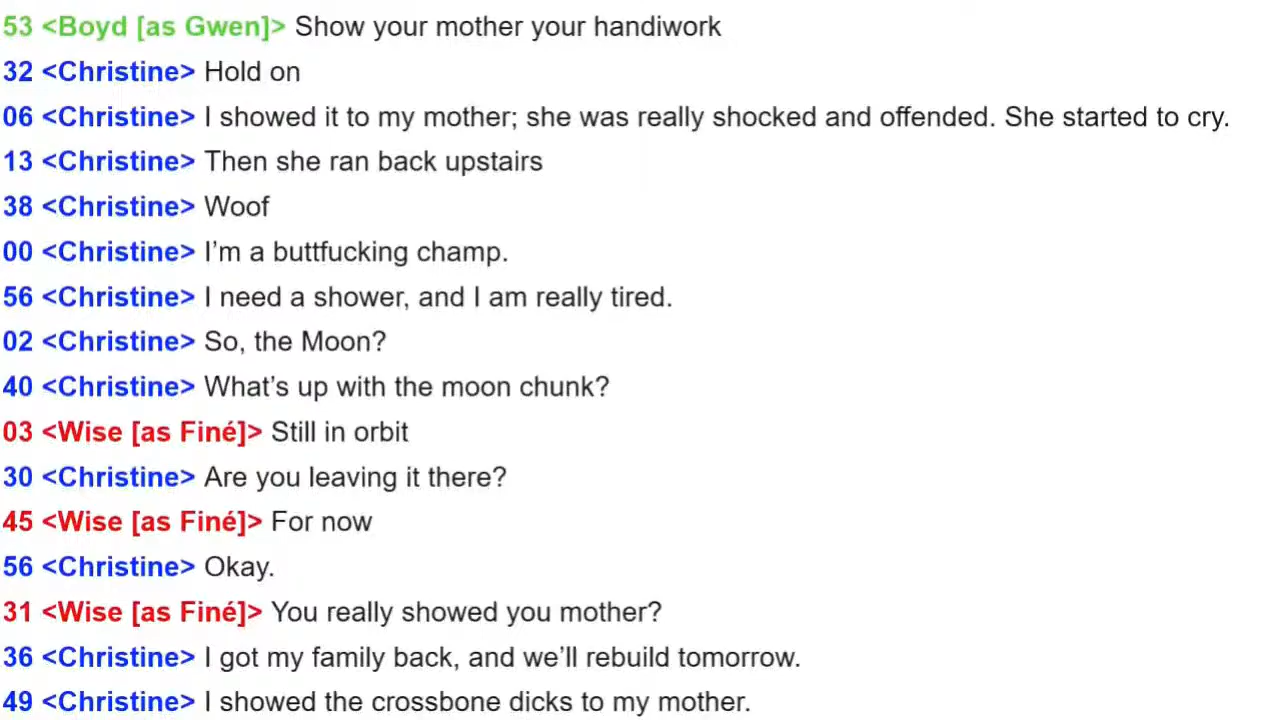 53 <Boyd [as Gwen]> Show your mother your handiwork
32 <Christine> Hold on
06 <Christine> I showed it to my mother; she was really shocked and offended. She started to cry.
13 <Christine> Then she ran back upstairs
38 <Christine> Woof
00 <Christine> I’m a buttfucking champ.
56 <Christine> I need a shower, and I am really tired.
02 <Christine> So, the Moon?
40 <Christine> What’s up with the moon chunk?
03 <Wise [as Finé]> Still in orbit
30 <Christine> Are you leaving it there?
45 <Wise [as Finé]> For now
56 <Christine> Okay.
31 <Wise [as Finé]> You really showed you mother?
36 <Christine> I got my family back, and we’ll rebuild tomorrow.
49 <Christine> I showed the crossbone dicks to my mother.